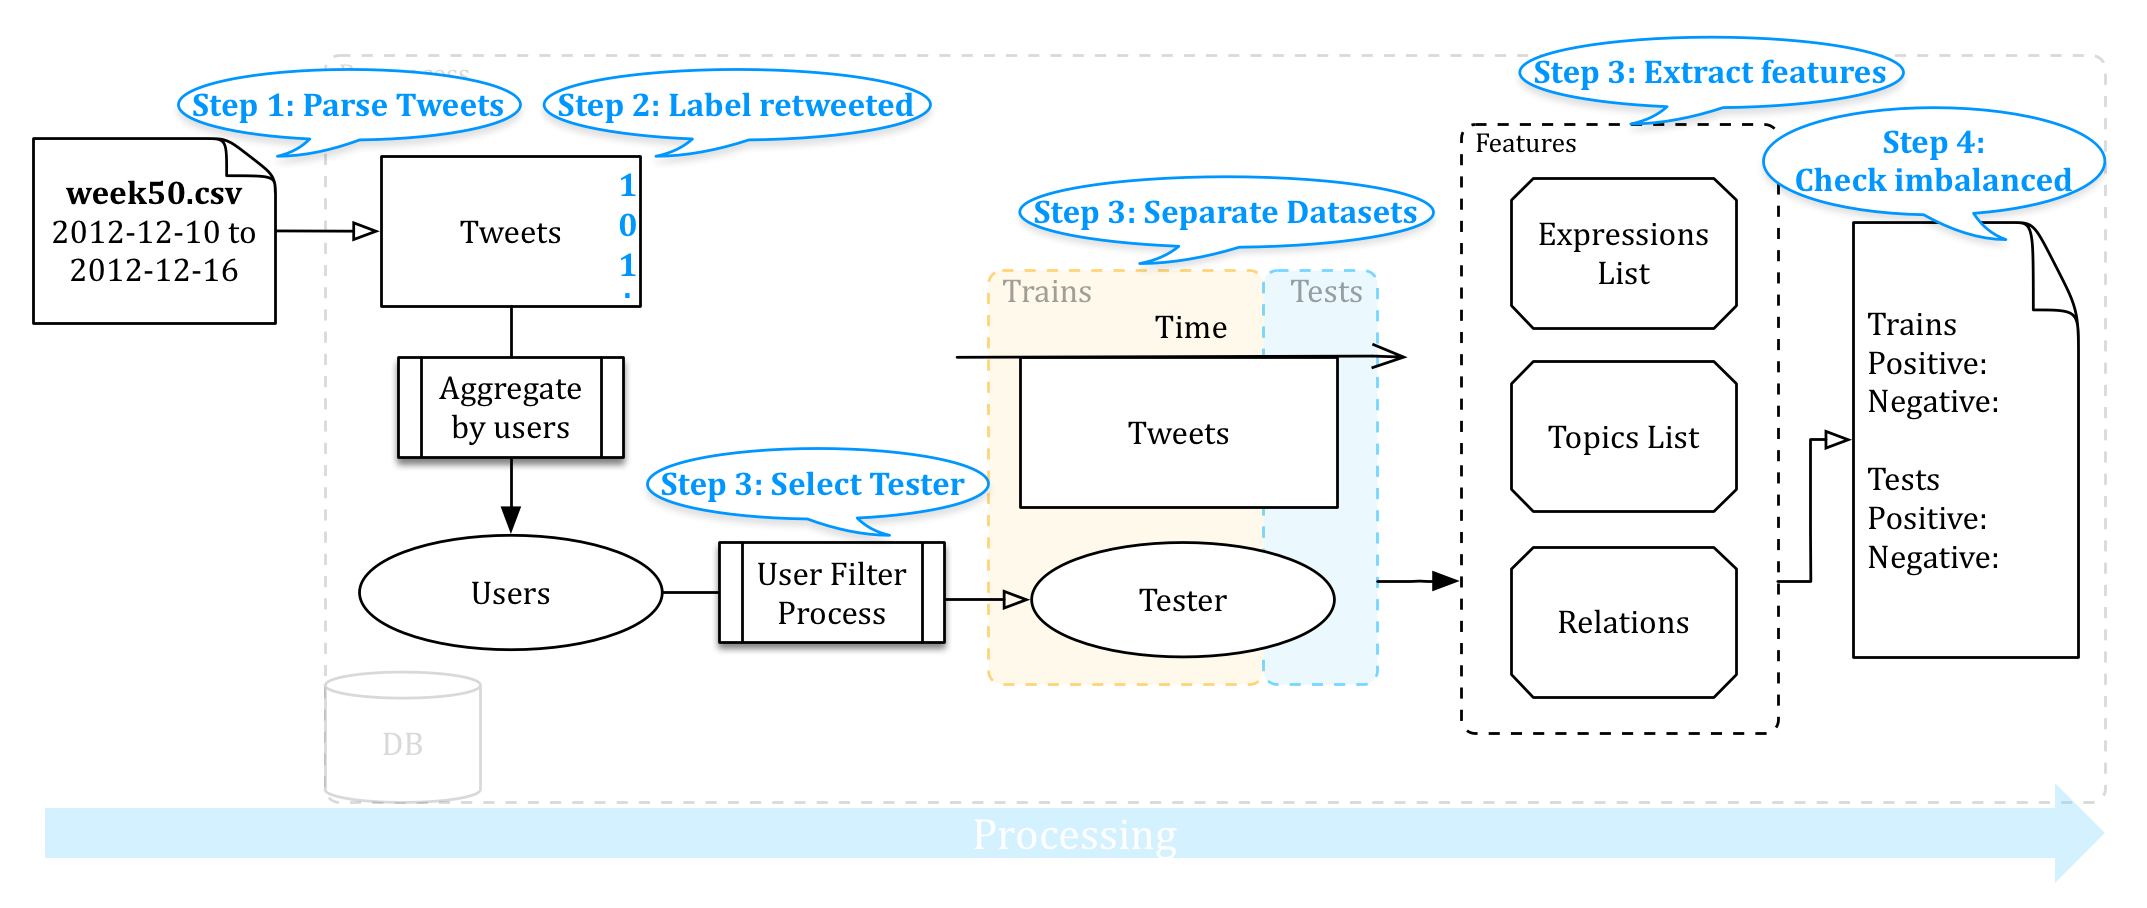 Step 1: Parse Tweets
Step 2: Label retweeted
Step 3: Extract features
Step 4:
Check imbalanced
week50.csv
2012-12-10 to
2012-12-16
Tweets
1
0
1
.
Aggregate
by users
Users
Step 3: Select Tester
User Filter
Process
Step 3: Separate Datasets
Trains
Tests
Time
Tweets
Tester
Features
Expressions
List
Topics List
Relations
Trains
Positive:
Negative:
Tests
Positive:
Negative:
DB
Processing